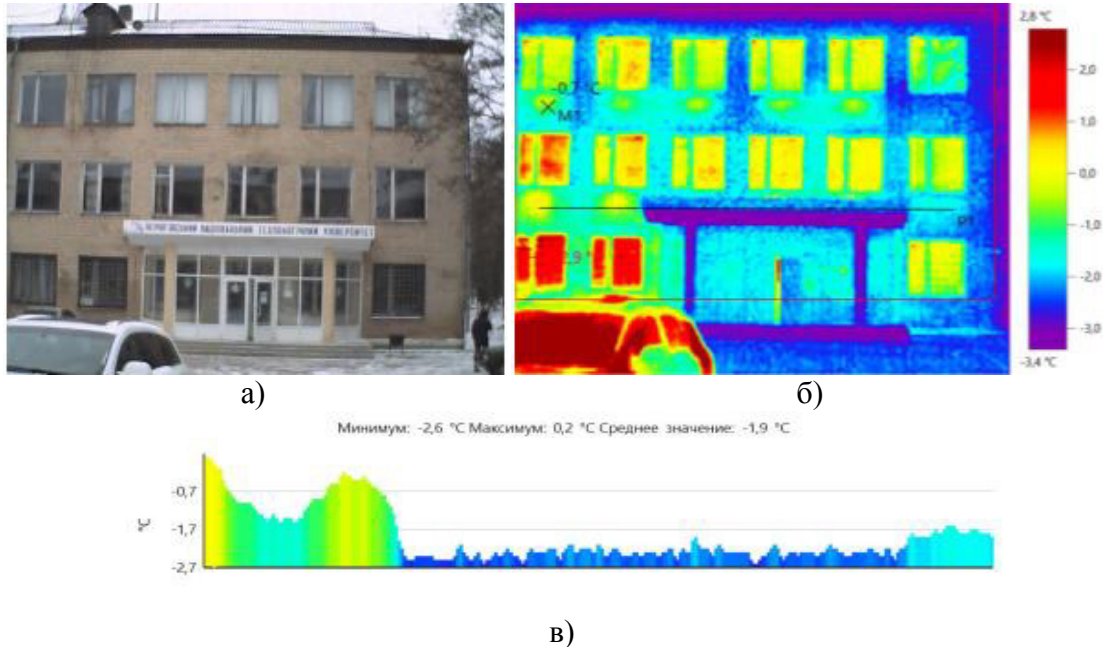 2,8 °C
-0,7 °C
M1
2,0
1,0
0,0
P1
-1,0
-2,0
-3,0
-3,4 °C
а)
б)
Минимум: -2,6 °C Максимум: 0,2 °C Среднее значение: -1,9 °C
-0,7
°C
-1,7
-2,7
в)